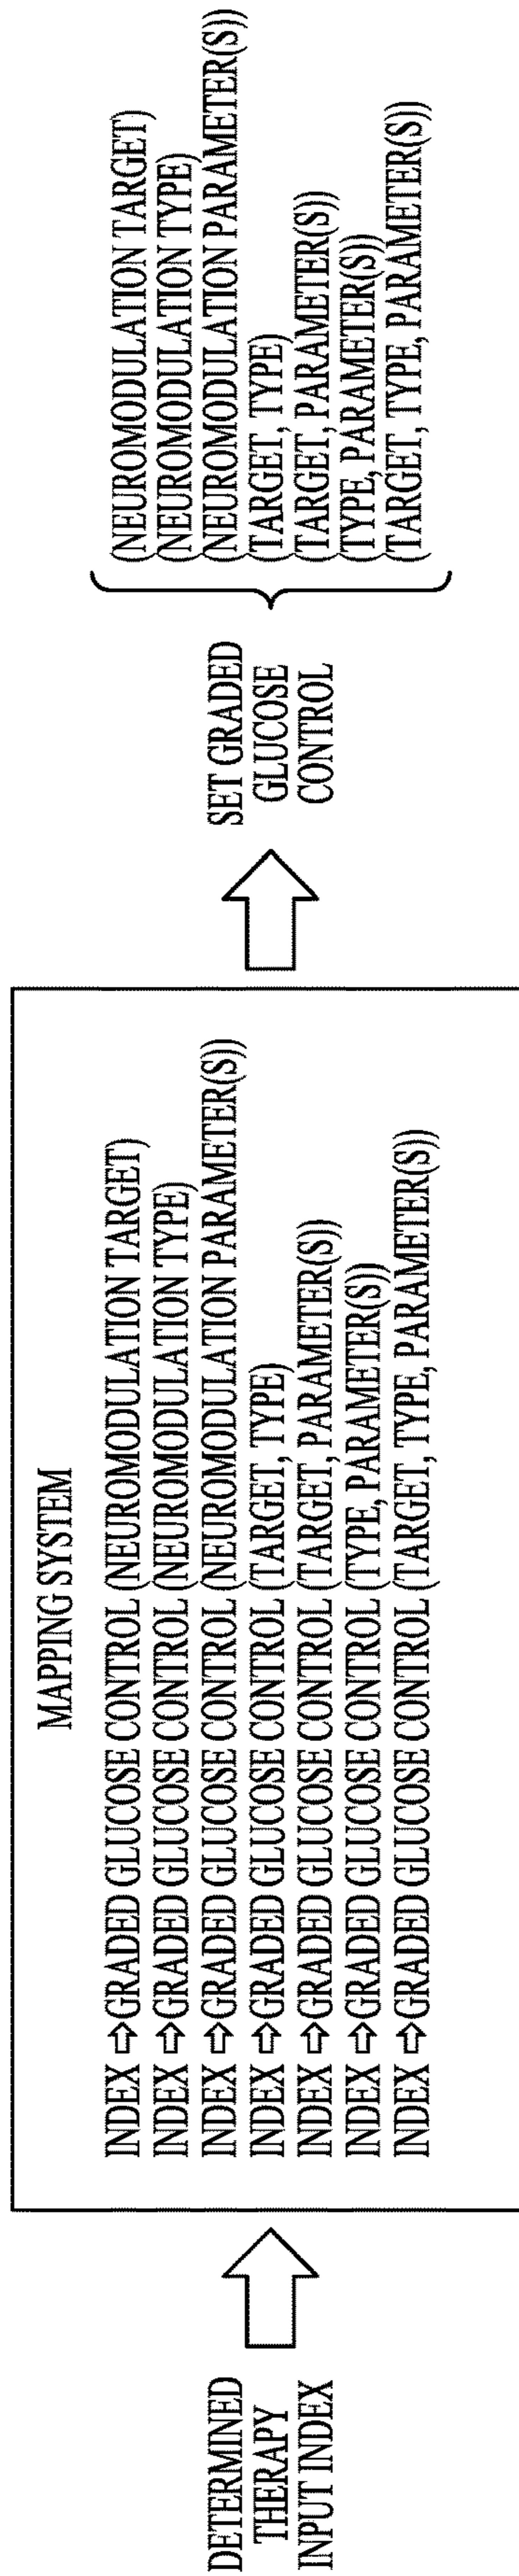 DETERMINED
THERAPY
INPUT INDEX
MAPPING SYSTEM
INDEX ⇨ GRADED GLUCOSE CONTROL (NEUROMODULATION TARGET)
INDEX ⇨ GRADED GLUCOSE CONTROL (NEUROMODULATION TYPE)
INDEX ⇨ GRADED GLUCOSE CONTROL (NEUROMODULATION PARAMETER(S))
INDEX ⇨ GRADED GLUCOSE CONTROL (TARGET, TYPE)
INDEX ⇨ GRADED GLUCOSE CONTROL (TARGET, PARAMETER(S))
INDEX ⇨ GRADED GLUCOSE CONTROL (TYPE, PARAMETER(S))
INDEX ⇨ GRADED GLUCOSE CONTROL (TARGET, TYPE, PARAMETER(S))
SET GRADED
GLUCOSE
CONTROL
(NEUROMODULATION TARGET)
(NEUROMODULATION TYPE)
(NEUROMODULATION PARAMETER(S))
(TARGET, TYPE)
(TARGET, PARAMETER(S))
(TYPE, PARAMETER(S))
(TARGET, TYPE, PARAMETER(S))